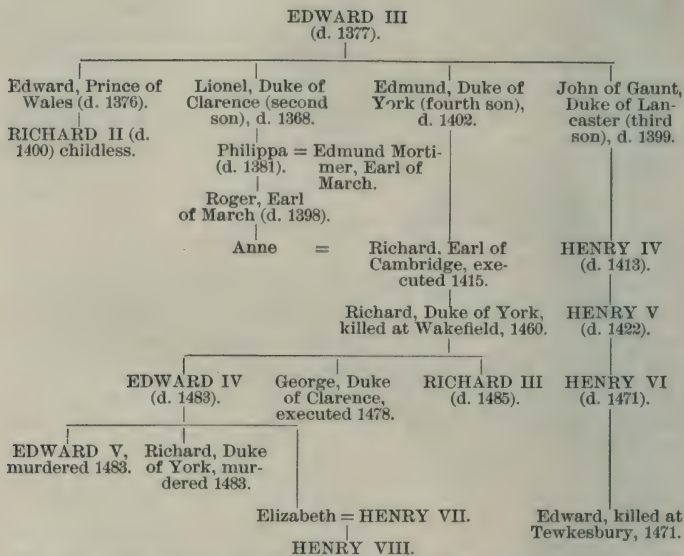 EDWARD III
(d. 1377).
Edward, Prince of
Wales (d. 1376).
RICHARD II (d.
1400) childless.
Lionel, Duke of
Clarence (second
son), d. 1368.
Philippa = Edmund Morti-
(d. 1381). mer, Earl of
March.
Roger, Earl
of March (d. 1398).
Edmund, Duke of
York (fourth son),
d. 1402.
John of Gaunt,
Duke of Lan-
caster (third
son), d. 1399.
Anne = Richard, Earl of
Cambridge, exe-
cuted 1415.
HENRY IV
(d. 1413).
Richard, Duke of York,
killed at Wakefield, 1460.
HENRY V
(d. 1422).
EDWARD IV
(d. 1483).
George, Duke
of Clarence,
executed 1478.
RICHARD III
(d. 1485).
HENRY VI
(d. 1471).
EDWARD V,
murdered 1483.
Richard, Duke
of York, mur-
dered 1483.
Elizabeth = HENRY VII.
HENRY VIII.
Edward, killed at
Tewkesbury, 1471.